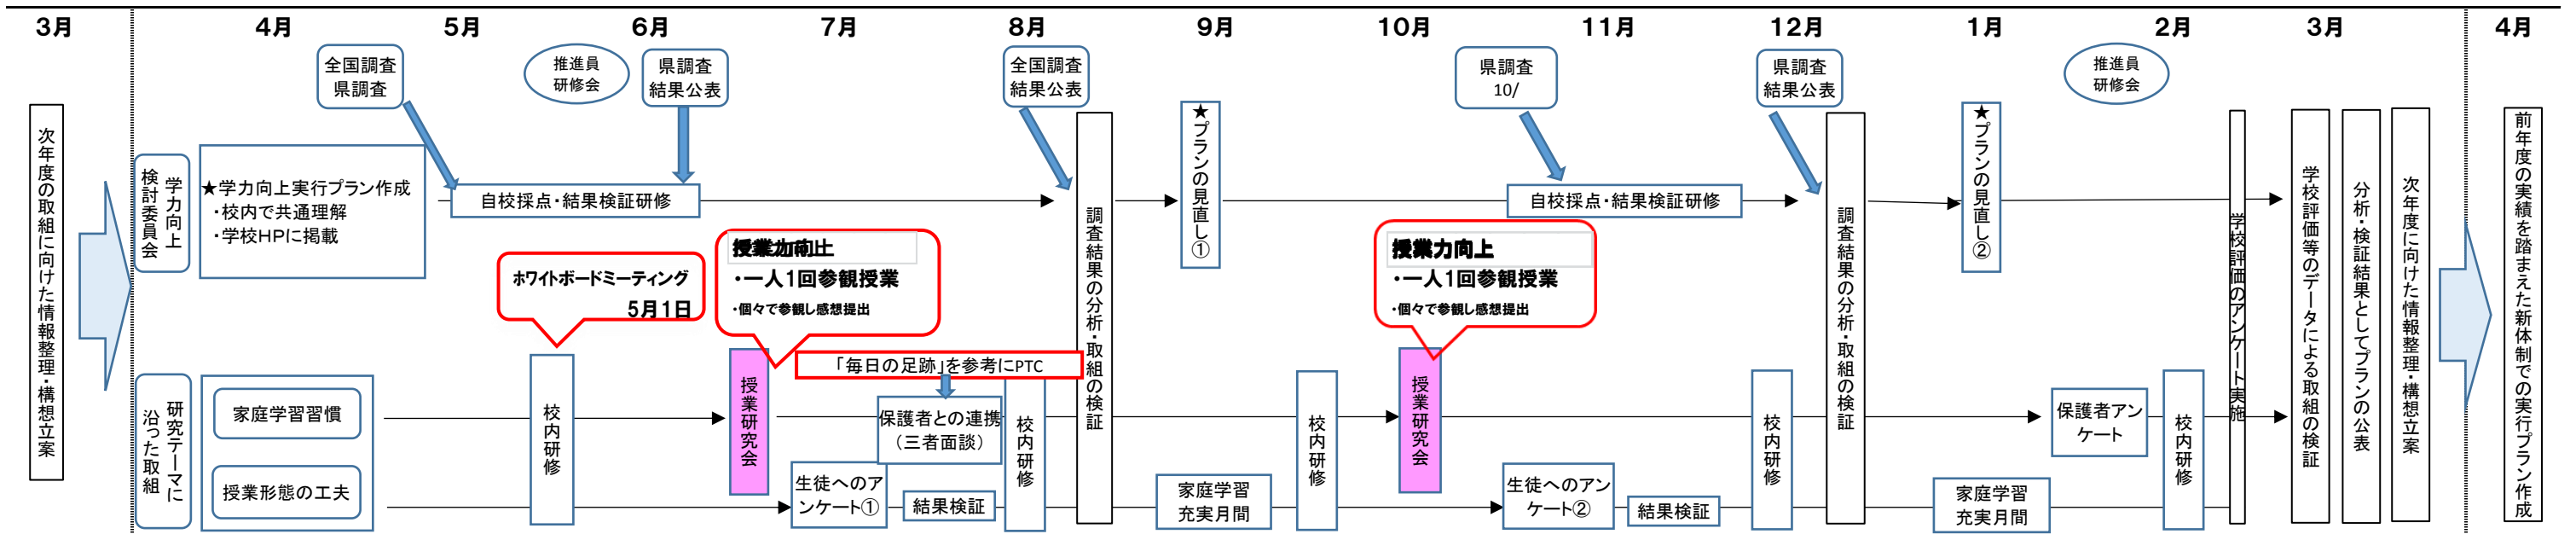 3月
4月
5月
6月
7月
8月
9月
10月
11月
12月
1月
2月
3月
4月
全国調査
県調査
推進員
研修会
県調査
結果公表
全国調査
結果公表
県調査
10/
県調査
結果公表
推進員
研修会
次年度の取組に向けた情報整理・構想立案
学力向上
検討委員会
★学力向上実行プラン作成
・校内で共通理解
・学校HPに掲載
自校採点・結果検証研修
調査結果の分析・取組の検証
★プランの見直し①
自校採点・結果検証研修
調査結果の分析・取組の検証
★プランの見直し②
学校評価のアンケート実施
学校評価等のデータによる取組の検証
分析・検証結果としてプランの公表
次年度に向けた情報整理・構想立案
前年度の実績を踏まえた新体制での実行プラン作成
ホワイトボードミーティング
5月1日
授業力向上
・一人1回参観授業
・個々で参観し感想提出
授業力向上
・一人1回参観授業
・個々で参観し感想提出
研究テーマに
沿った取組
家庭学習習慣
授業形態の工夫
校内研修
授業研究会
「毎日の足跡」を参考にPTC
保護者との連携
(三者面談)
生徒へのア
ンケート①
結果検証
校内研修
家庭学習
充実月間
校内研修
授業研究会
生徒へのアン
ケート②
結果検証
校内研修
家庭学習
充実月間
保護者アン
ケート
校内研修